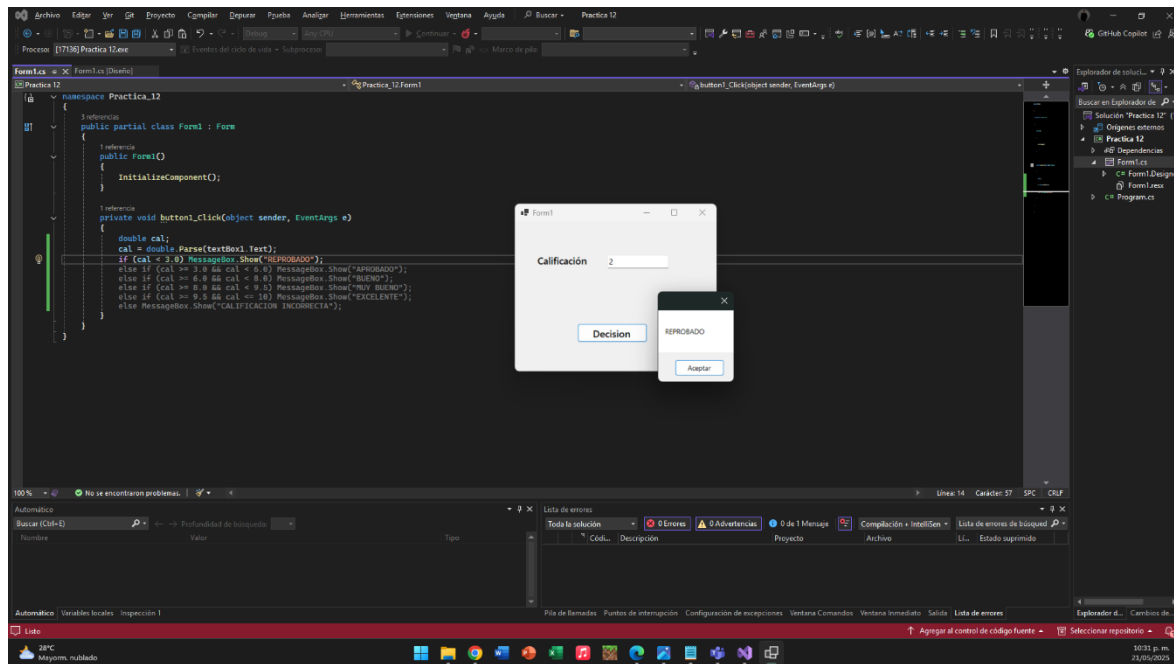 Archivo Editar Ver Git Proyecto Compilar Depurar Prueba Analizar Herramientas Extensiones Ventana Ayuda Buscar Practica 12
Debug Any CPU Continuar GitHub Copilot
Proceso: [17136] Practica 12.exe Eventos del ciclo de vida Subproceso: Marco de pila:
Form1.cs Form1.cs [Diseño]
Practica 12 Practica_12.Form1 button1_Click(object sender, EventArgs e)
namespace Practica_12
{
3 referencias
public partial class Form1 : Form
{
1 referencia
public Form1()
{
InitializeComponent();
}
1 referencia
private void button1_Click(object sender, EventArgs e)
{
double cal;
cal = double.Parse(textBox1.Text);
if (cal < 3.0) MessageBox.Show("REPROBADO");
else if (cal >= 3.0 && cal < 6.0) MessageBox.Show("APROBADO");
else if (cal >= 6.0 && cal < 8.0) MessageBox.Show("BUENO");
else if (cal >= 8.0 && cal < 9.5) MessageBox.Show("MUY BUENO");
else if (cal >= 9.5 && cal <= 10) MessageBox.Show("EXCELENTE");
else MessageBox.Show("CALIFICACION INCORRECTA");
}
}
}
Form1
Calificación 2
Decision
REPROBADO
Aceptar
Explorador de soluci...
Buscar en Explorador de
Solución "Practica 12" (
Orígenes externos
Practica 12
Dependencias
Form1.cs
C# Form1.Design
Form1.resx
C# Program.cs
100 % No se encontraron problemas. Línea: 14 Carácter: 57 SPC CRLF
Automático
Buscar (Ctrl+E) Profundidad de búsqueda:
Nombre Valor Tipo
Automático Variables locales Inspección 1
Lista de errores
Toda la solución 0 Errores 0 Advertencias 0 de 1 Mensaje Compilación + IntelliSen Lista de errores de búsqued
Códi... Descripción Proyecto Archivo Lí... Estado suprimido
Pila de llamadas Puntos de interrupción Configuración de excepciones Ventana Comandos Ventana Inmediato Salida Lista de errores
Explorador d... Cambios de...
Listo Agregar al control de código fuente Seleccionar repositorio
28°C
Mayorm. nublado
10:31 p. m.
21/05/2025